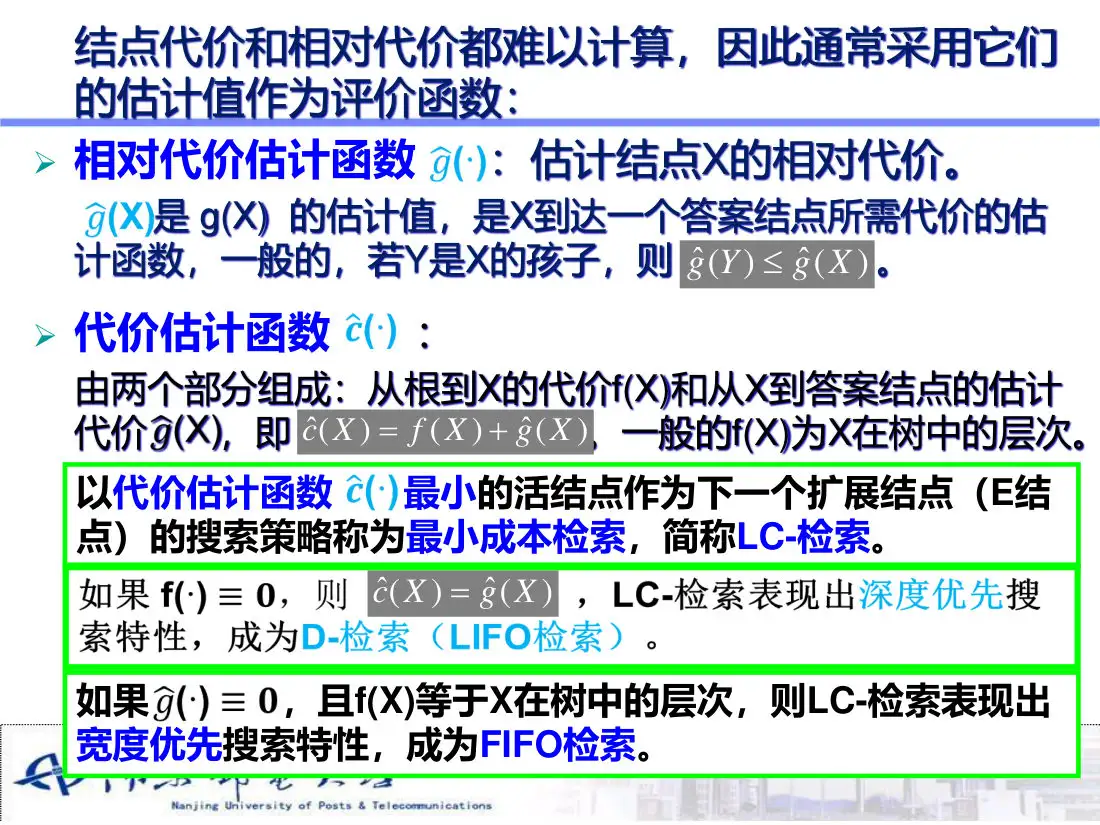 结点代价和相对代价都难以计算，因此通常采用它们
的估计值作为评价函数：
➢ 相对代价估计函数 ĝ(·)：估计结点X的相对代价。
ĝ(X)是 g(X) 的估计值，是X到达一个答案结点所需代价的估
计函数，一般的，若Y是X的孩子，则 ĝ(Y) ≤ ĝ(X)。
➢ 代价估计函数 ĉ(·) ：
由两个部分组成：从根到X的代价f(X)和从X到答案结点的估计
代价ĝ(X)，即 ĉ(X) = f(X) + ĝ(X)，一般的f(X)为X在树中的层次。
以代价估计函数 ĉ(·)最小的活结点作为下一个扩展结点（E结
点）的搜索策略称为最小成本检索，简称LC-检索。
如果 f(·) ≡ 0，则 ĉ(X) = ĝ(X) ，LC-检索表现出深度优先搜
索特性，成为D-检索（LIFO检索）。
如果ĝ(·) ≡ 0，且f(X)等于X在树中的层次，则LC-检索表现出
宽度优先搜索特性，成为FIFO检索。
Nanjing University of Posts & Telecommunications